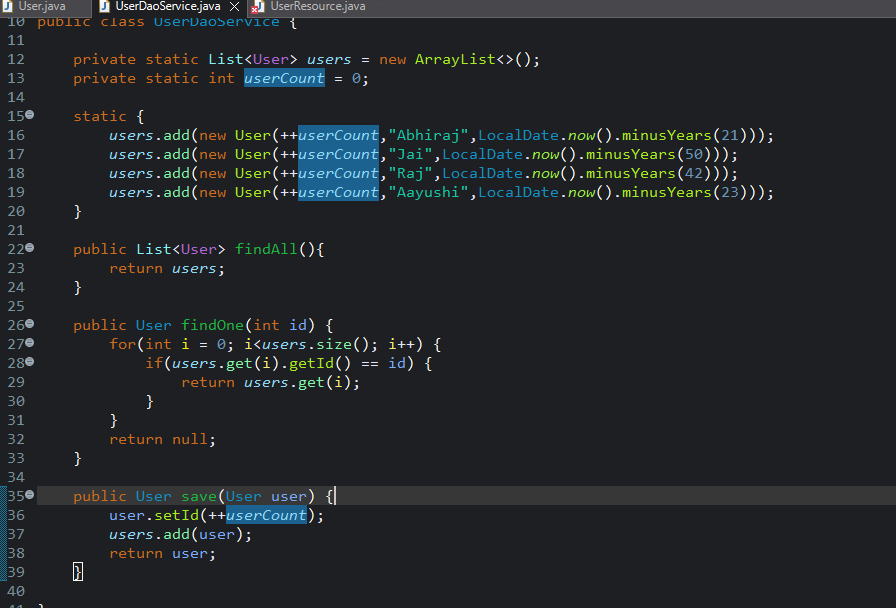 User.java UserDaoService.java UserResource.java
10 public class UserDaoService {
11
12 private static List<User> users = new ArrayList<>();
13 private static int userCount = 0;
14
15 static {
16 users.add(new User(++userCount,"Abhiraj",LocalDate.now().minusYears(21)));
17 users.add(new User(++userCount,"Jai",LocalDate.now().minusYears(50)));
18 users.add(new User(++userCount,"Raj",LocalDate.now().minusYears(42)));
19 users.add(new User(++userCount,"Aayushi",LocalDate.now().minusYears(23)));
20 }
21
22 public List<User> findAll(){
23 return users;
24 }
25
26 public User findOne(int id) {
27 for(int i = 0; i<users.size(); i++) {
28 if(users.get(i).getId() == id) {
29 return users.get(i);
30 }
31 }
32 return null;
33 }
34
35 public User save(User user) {
36 user.setId(++userCount);
37 users.add(user);
38 return user;
39 }
40
41 }